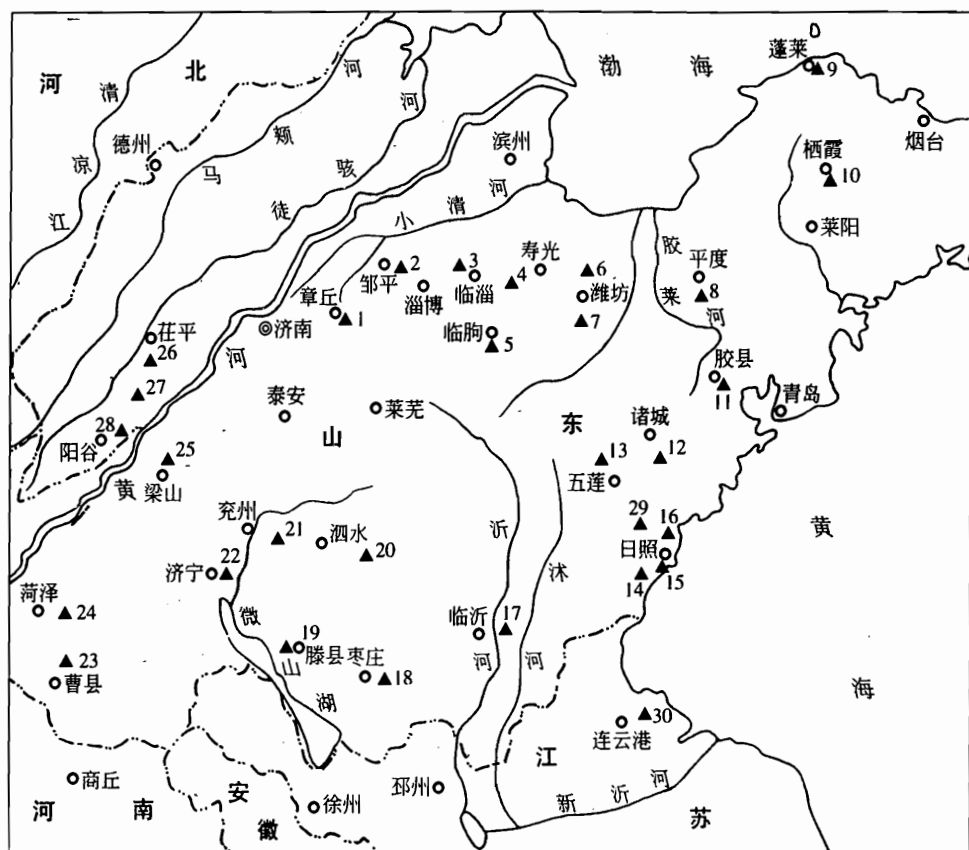 河 北
清
凉
江
德州
马
颊
河
徒
骇
河
渤 海
蓬莱
9
烟台
栖霞
10
莱阳
滨州
小 清 河
邹平
2
淄博
3
临淄
4
寿光
6
潍坊
7
临朐
5
胶
莱
河
平度
8
胶县
11
青岛
章丘
1
济南
茌平
26
27
28
阳谷
25
梁山
黄
河
泰安
莱芜
山 东
诸城
12
13
五莲
29
16
日照
14
15
兖州
21
泗水
20
济宁
22
菏泽
24
23
曹县
微
山
湖
19
滕县
枣庄
18
临沂
17
沂
河
沭
河
黄
海
30
连云港
新 沂 河
江
苏
商丘
河 南
安
徽
徐州
邳州